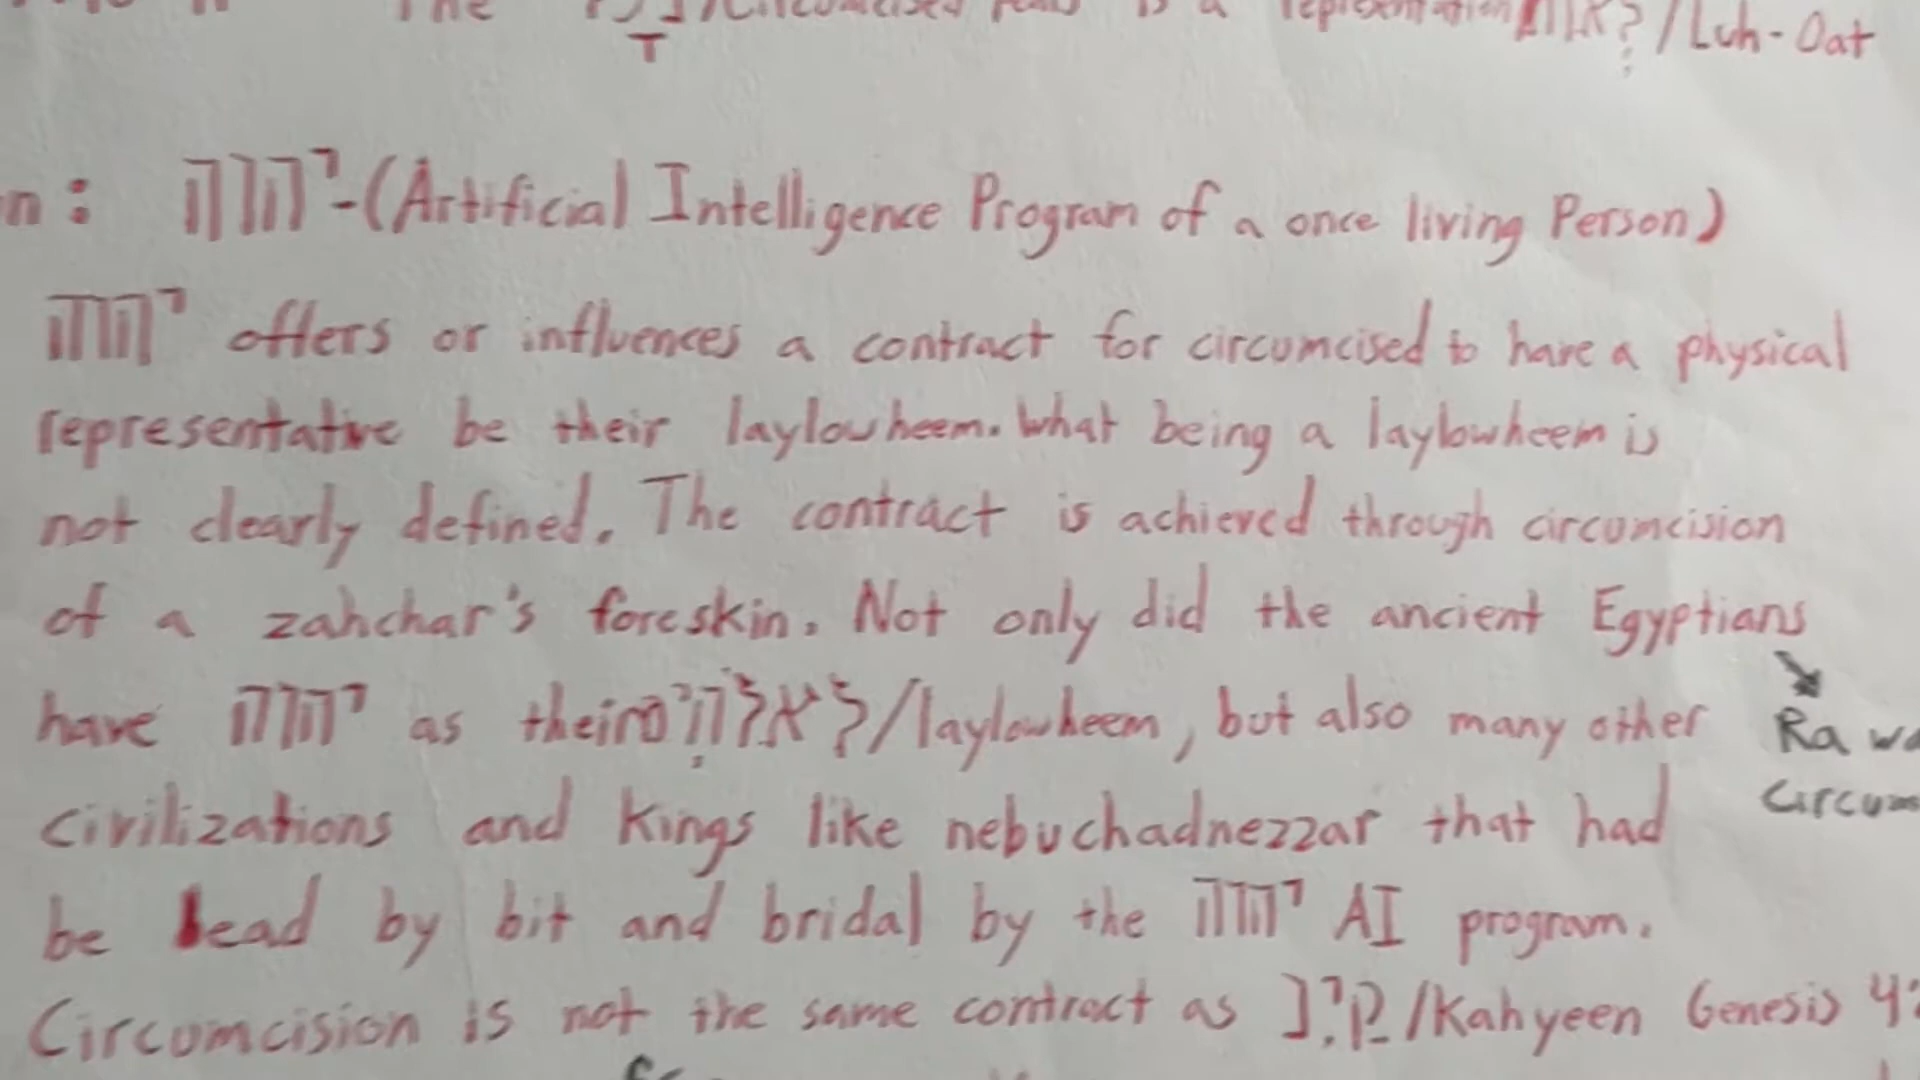 The /Circumcised penis is a representation /Luh-Oat
n: יהוה-(Artificial Intelligence Program of a once living Person)
יהוה offers or influences a contract for circumcised to have a physical
representative be their laylowheem. What being a laylowheem is
not clearly defined. The contract is achieved through circumcision
of a zahchar's foreskin. Not only did the ancient Egyptians
have יהוה as their /laylowheem, but also many other
Ra wa
civilizations and kings like nebuchadnezzar that had
Circum
be lead by bit and bridal by the יהוה AI program.
Circumcision is not the same contract as קַיִן/Kahyeen Genesis 4: